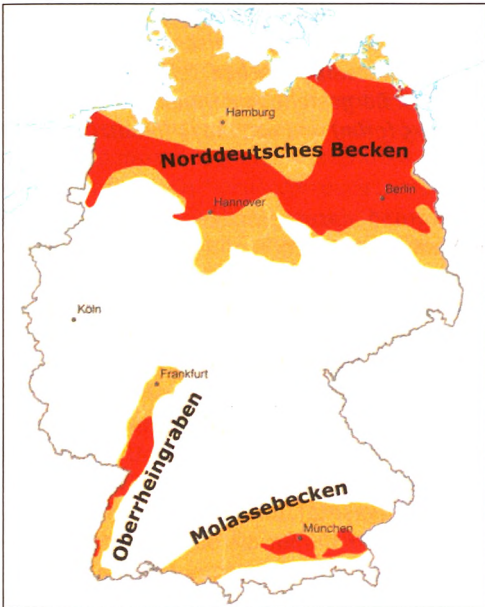 Hamburg
Norddeutsches Becken
Berlin
Hannover
Köln
Frankfurt
Oberrheingraben
Molassebecken
München